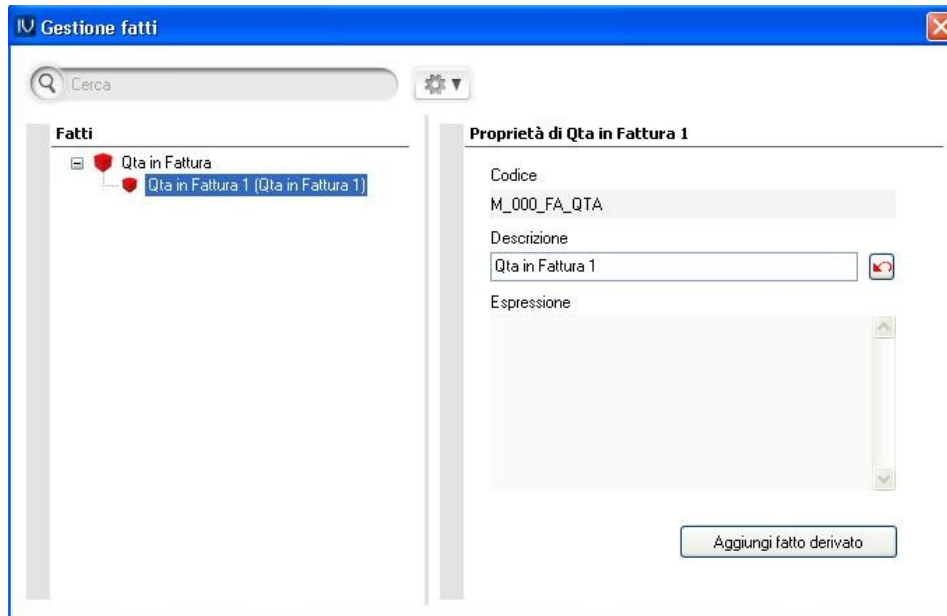 IV Gestione fatti
Cerca
Fatti
Qta in Fattura
Qta in Fattura 1 (Qta in Fattura 1)
Proprietà di Qta in Fattura 1
Codice
M_000_FA_QTA
Descrizione
Qta in Fattura 1
Espressione
Aggiungi fatto derivato